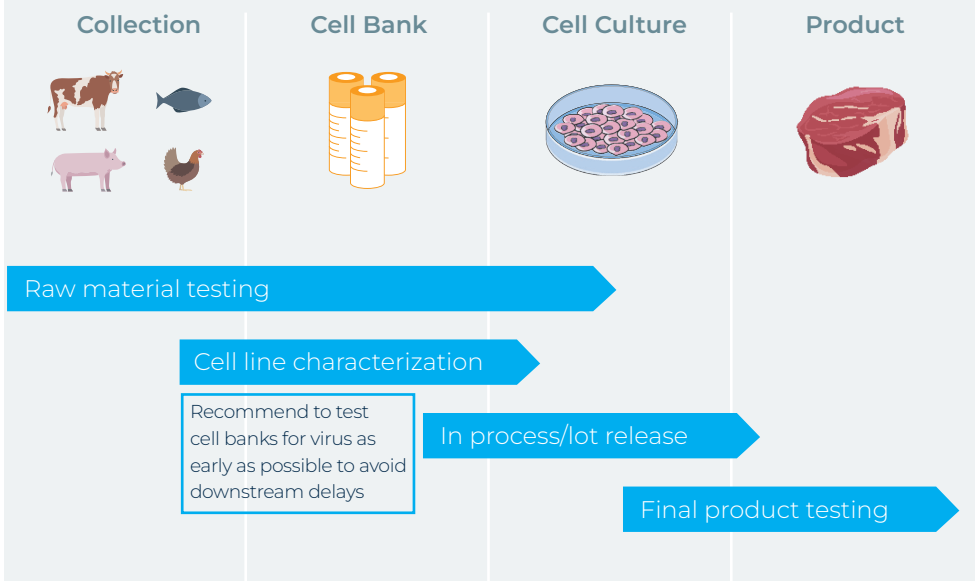 Collection
Cell Bank
Cell Culture
Product
Raw material testing
Cell line characterization
Recommend to test
cell banks for virus as
early as possible to avoid
downstream delays
In process/lot release
Final product testing